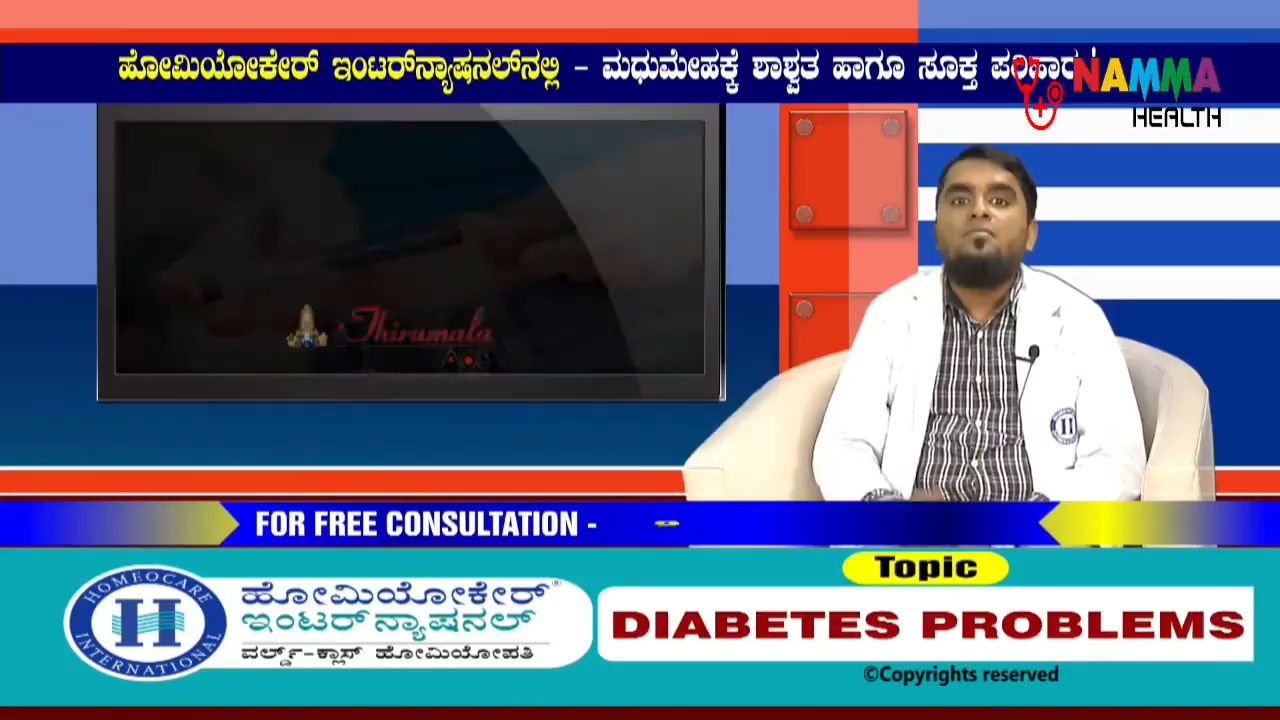 ಹೋಮಿಯೋಕೇರ್ ಇಂಟರ್‌ನ್ಯಾಷನಲ್‌ನಲ್ಲಿ - ಮಧುಮೇಹಕ್ಕೆ ಶಾಶ್ವತ ಹಾಗೂ ಸೂಕ್ತ ಪರಿಹಾರ
NAMMA
HEALTH
Thirumala
H
FOR FREE CONSULTATION -
Topic
HOMEOCARE
INTERNATIONAL
H
ಹೋಮಿಯೋಕೇರ್®
ಇಂಟರ್‌ನ್ಯಾಷನಲ್
ವರ್ಲ್ಡ್-ಕ್ಲಾಸ್ ಹೋಮಿಯೋಪತಿ
DIABETES PROBLEMS
©Copyrights reserved